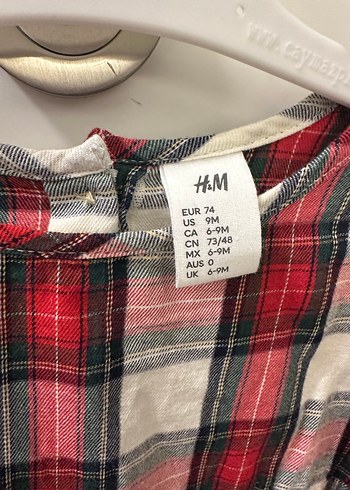 H&M
EUR 74
US 9M
CA 6-9M
CN 73/48
MX 6-9M
AUS 0
UK 6-9M